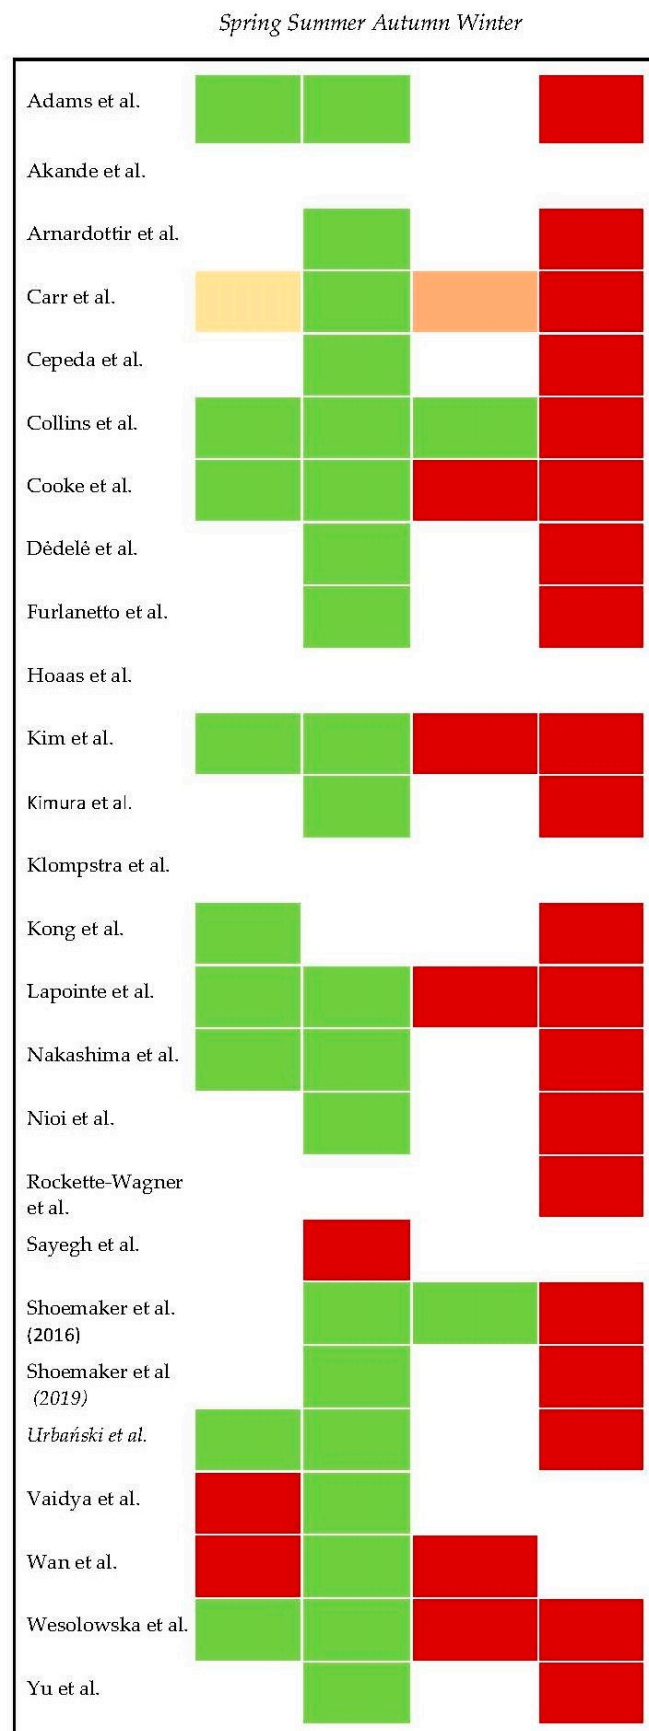 Spring Summer Autumn Winter
Adams et al.
Akande et al.
Arnardottir et al.
Carr et al.
Cepeda et al.
Collins et al.
Cooke et al.
Dėdelė et al.
Furlanetto et al.
Hoaas et al.
Kim et al.
Kimura et al.
Klompstra et al.
Kong et al.
Lapointe et al.
Nakashima et al.
Nioi et al.
Rockette-Wagner
et al.
Sayegh et al.
Shoemaker et al.
(2016)
Shoemaker et al
(2019)
Urbański et al.
Vaidya et al.
Wan et al.
Wesolowska et al.
Yu et al.